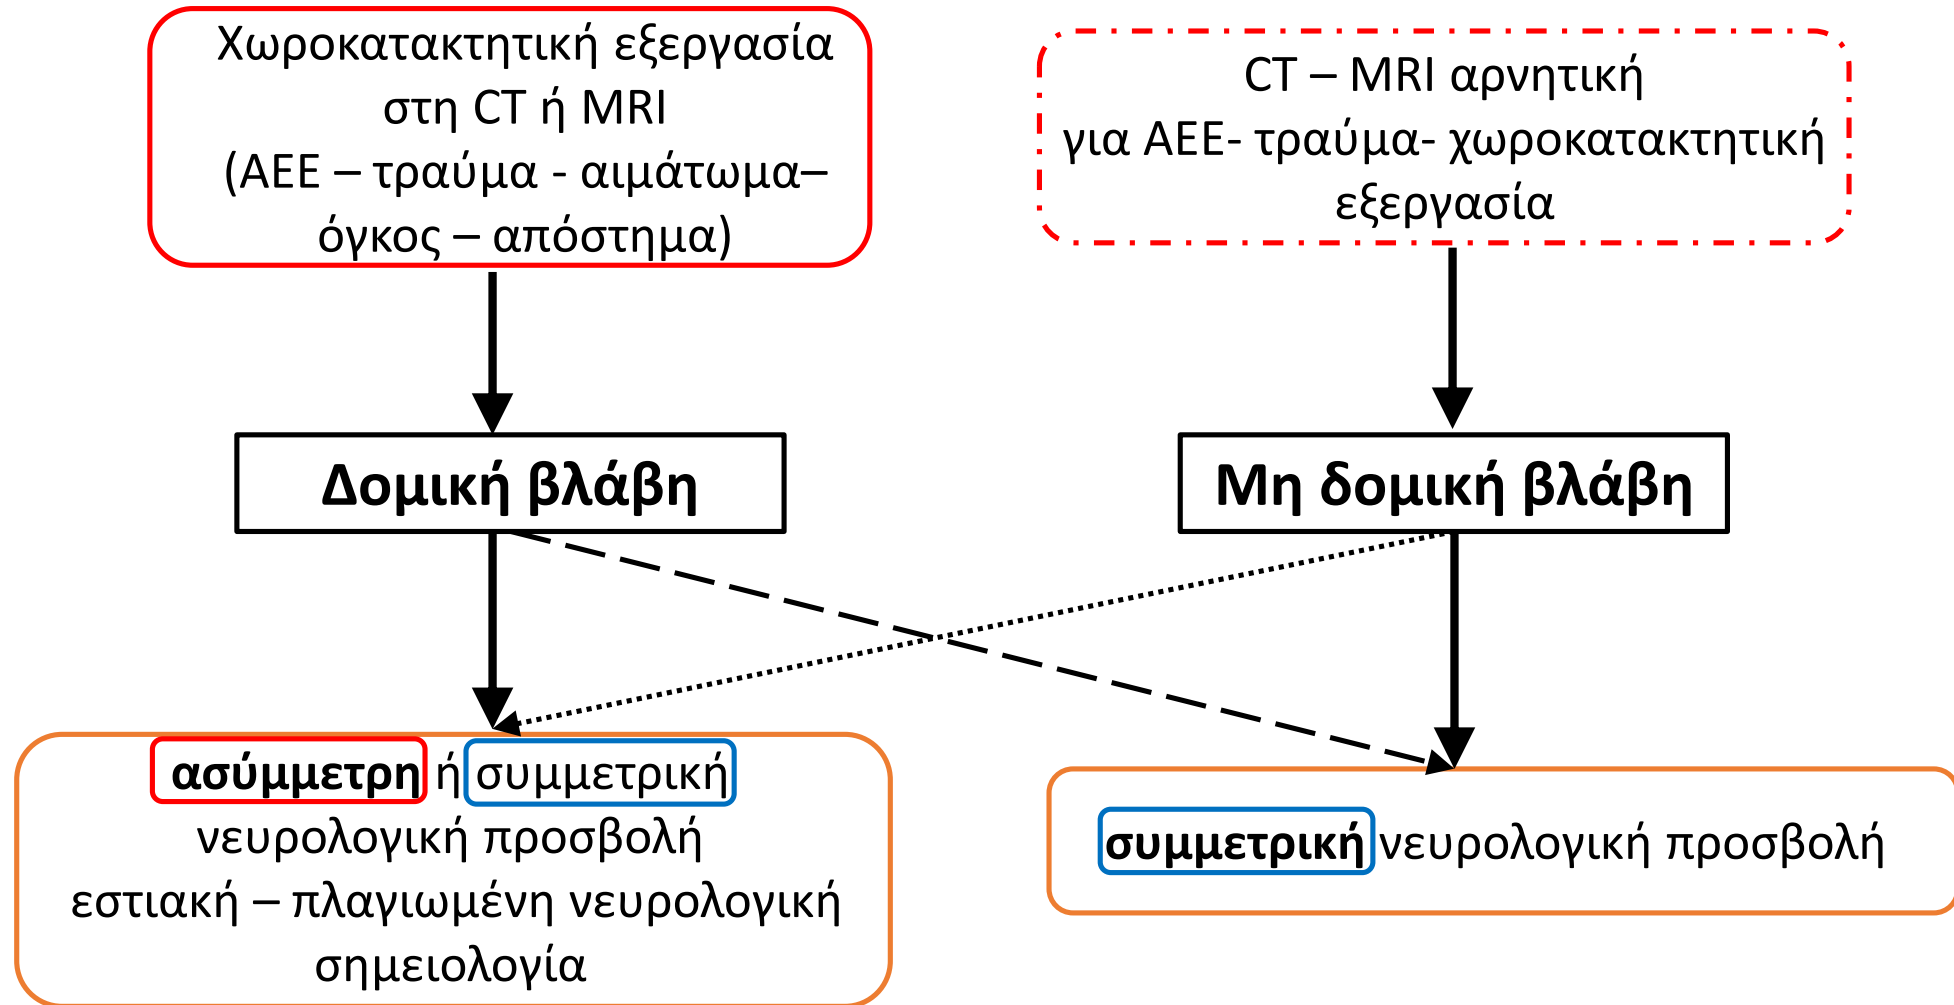 Χωροκατακτητική εξεργασία
στη CT ή MRI
(ΑΕΕ – τραύμα - αιμάτωμα–
όγκος – απόστημα)
CT – MRI αρνητική
για ΑΕΕ- τραύμα- χωροκατακτητική
εξεργασία
Δομική βλάβη
Μη δομική βλάβη
ασύμμετρη ή συμμετρική
νευρολογική προσβολή
εστιακή – πλαγιωμένη νευρολογική
σημειολογία
συμμετρική νευρολογική προσβολή